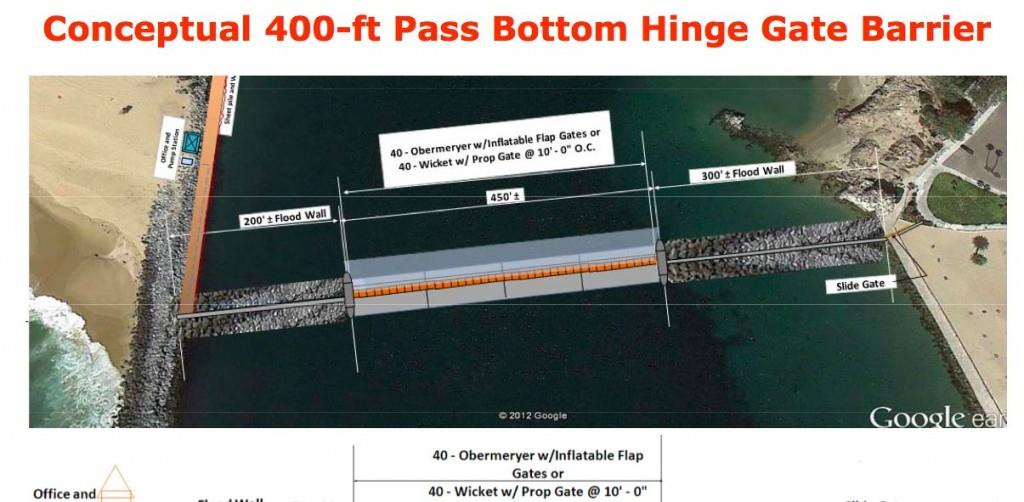 Conceptual 400-ft Pass Bottom Hinge Gate Barrier
Sheet pile and W
Office and
Pump Station
40 - Obermeryer w/Inflatable Flap Gates or
40 - Wicket w/ Prop Gate @ 10' - 0" O.C.
300' ± Flood Wall
450' ±
200' ± Flood Wall
Slide Gate
© 2012 Google
Google ear
40 - Obermeryer w/Inflatable Flap
Gates or
40 - Wicket w/ Prop Gate @ 10' - 0"
Office and
Flood Wall